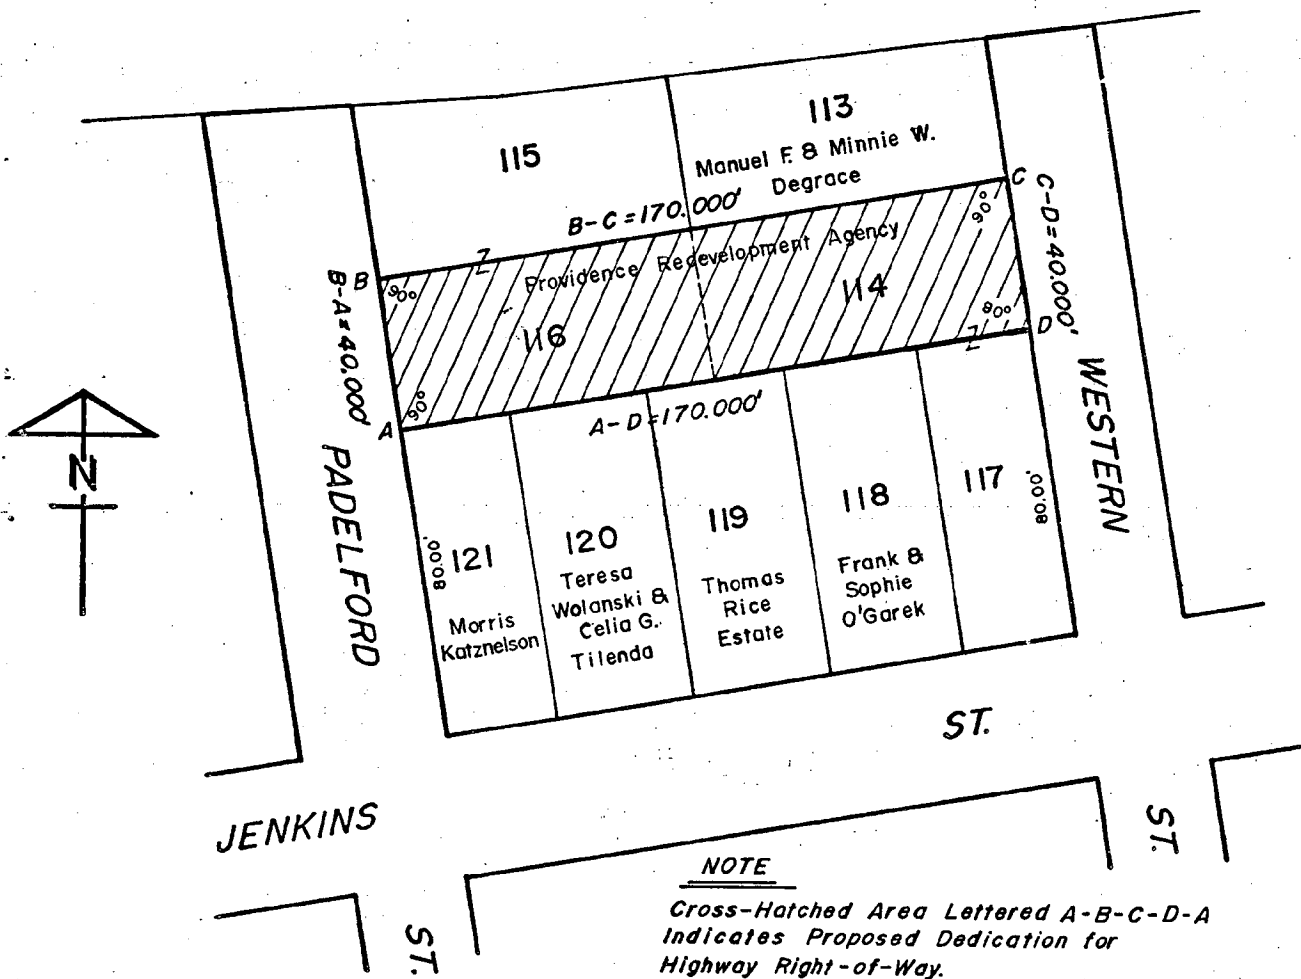 115
113
Manuel F. & Minnie W.
Degrace
B-C = 170.000'
C
C-D = 40.000'
90°
Providence Redevelopment Agency
B
90°
B-A = 40.000'
116
114
80°
D
A
90°
A-D = 170.000'
N
PADELFORD
WESTERN
80.00'
121
Morris
Katznelson
120
Teresa
Wolanski &
Celia G.
Tilenda
119
Thomas
Rice
Estate
118
Frank &
Sophie
O'Garek
117
80.00'
JENKINS
ST.
ST.
ST.
NOTE
Cross-Hatched Area Lettered A-B-C-D-A
Indicates Proposed Dedication for
Highway Right-of-Way.